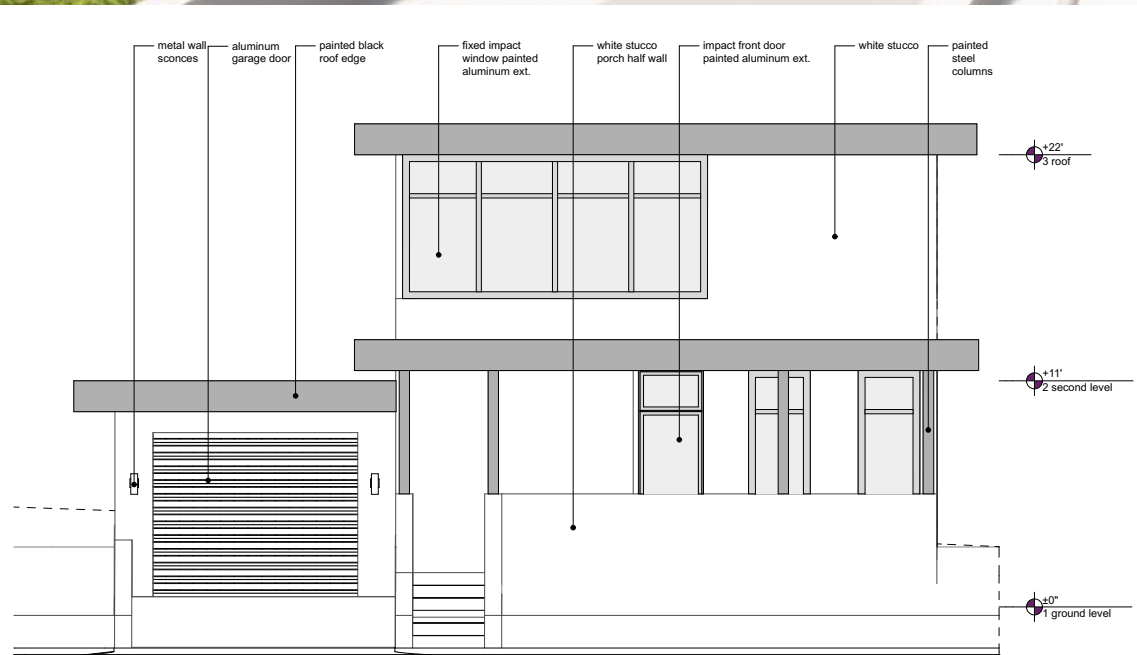 metal wall
sconces
aluminum
garage door
painted black
roof edge
fixed impact
window painted
aluminum ext.
white stucco
porch half wall
impact front door
painted aluminum ext.
white stucco
painted
steel
columns
+22'
3 roof
+11'
2 second level
±0"
1 ground level